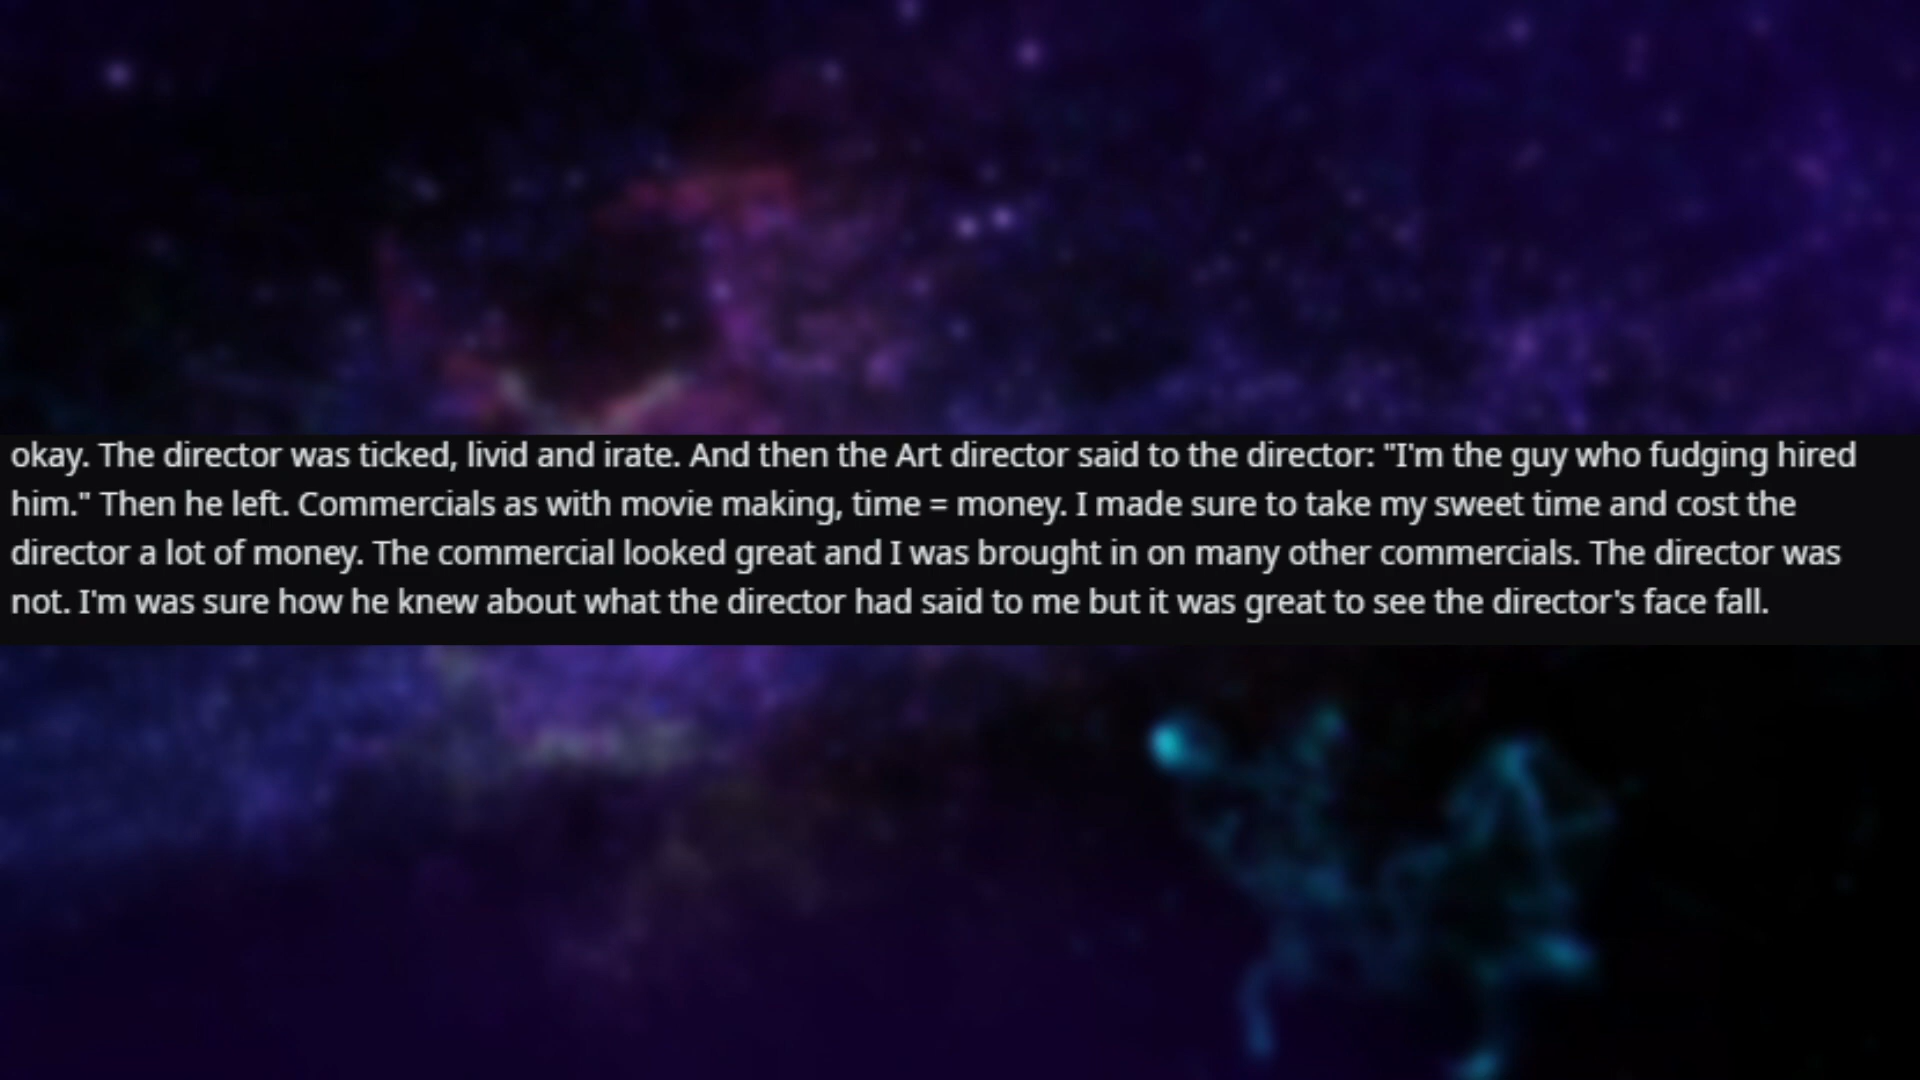 okay. The director was ticked, livid and irate. And then the Art director said to the director: "I'm the guy who fudging hired
him." Then he left. Commercials as with movie making, time = money. I made sure to take my sweet time and cost the
director a lot of money. The commercial looked great and I was brought in on many other commercials. The director was
not. I'm was sure how he knew about what the director had said to me but it was great to see the director's face fall.